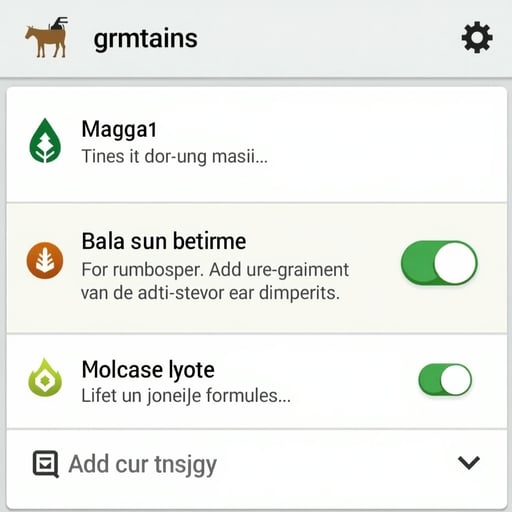 grmtains
Magga1
Tines it dor-ung masii...
Bala sun betirme
For rumbosper. Add ure-graiment
van de adti-stevor ear dimperits.
Molcase lyote
Lifet un joneiJe formules...
Add cur tnsjgy